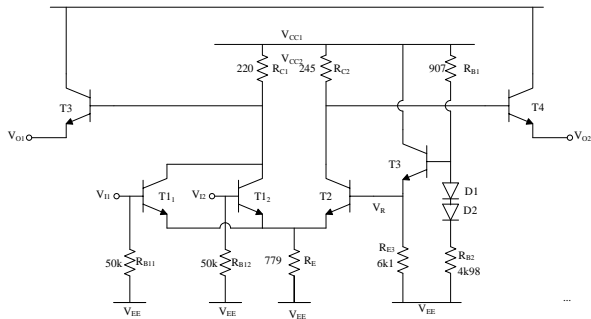 V_CC1
V_CC2
220 R_C1
245 R_C2
907 R_B1
T3
T4
V_O1
V_O2
T3
D1
D2
V_I1
T1_1
V_I2
T1_2
T2
V_R
50k R_B11
50k R_B12
779 R_E
R_E3
6k1
R_B2
4k98
V_EE
V_EE
V_EE
V_EE
...